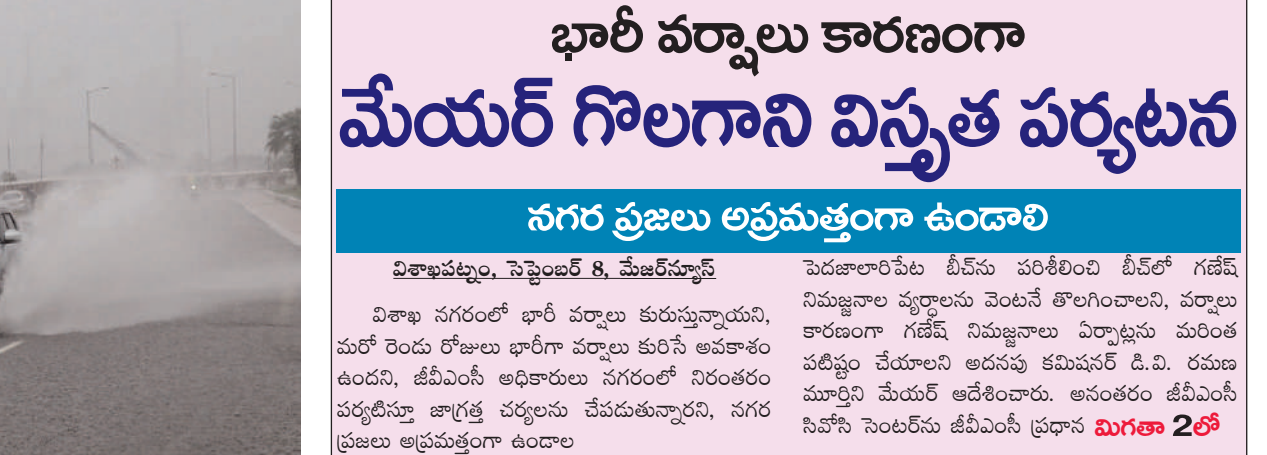 భారీ వర్షాలు కారణంగా
మేయర్ గొలగాని విస్తృత పర్యటన
నగర ప్రజలు అప్రమత్తంగా ఉండాలి
విశాఖపట్నం, సెప్టెంబర్ 8, మేజర్‌న్యూస్
విశాఖ నగరంలో భారీ వర్షాలు కురుస్తున్నాయని,
మరో రెండు రోజులు భారీగా వర్షాలు కురిసే అవకాశం
ఉందని, జీవీఎంసీ అధికారులు నగరంలో నిరంతరం
పర్యటిస్తూ జాగ్రత్త చర్యలను చేపడుతున్నారని, నగర
ప్రజలు అప్రమత్తంగా ఉండాల
పెదజాలారిపేట బీచ్‌ను పరిశీలించి బీచ్‌లో గణేష్
నిమజ్జనాల వ్యర్ధాలను వెంటనే తొలగించాలని, వర్షాలు
కారణంగా గణేష్ నిమజ్జనాలు ఏర్పాట్లను మరింత
పటిష్టం చేయాలని అదనపు కమిషనర్ డి.వి. రమణ
మూర్తిని మేయర్ ఆదేశించారు. అనంతరం జీవీఎంసీ
సివోసి సెంటర్‌ను జీవీఎంసీ ప్రధాన మిగతా 2లో